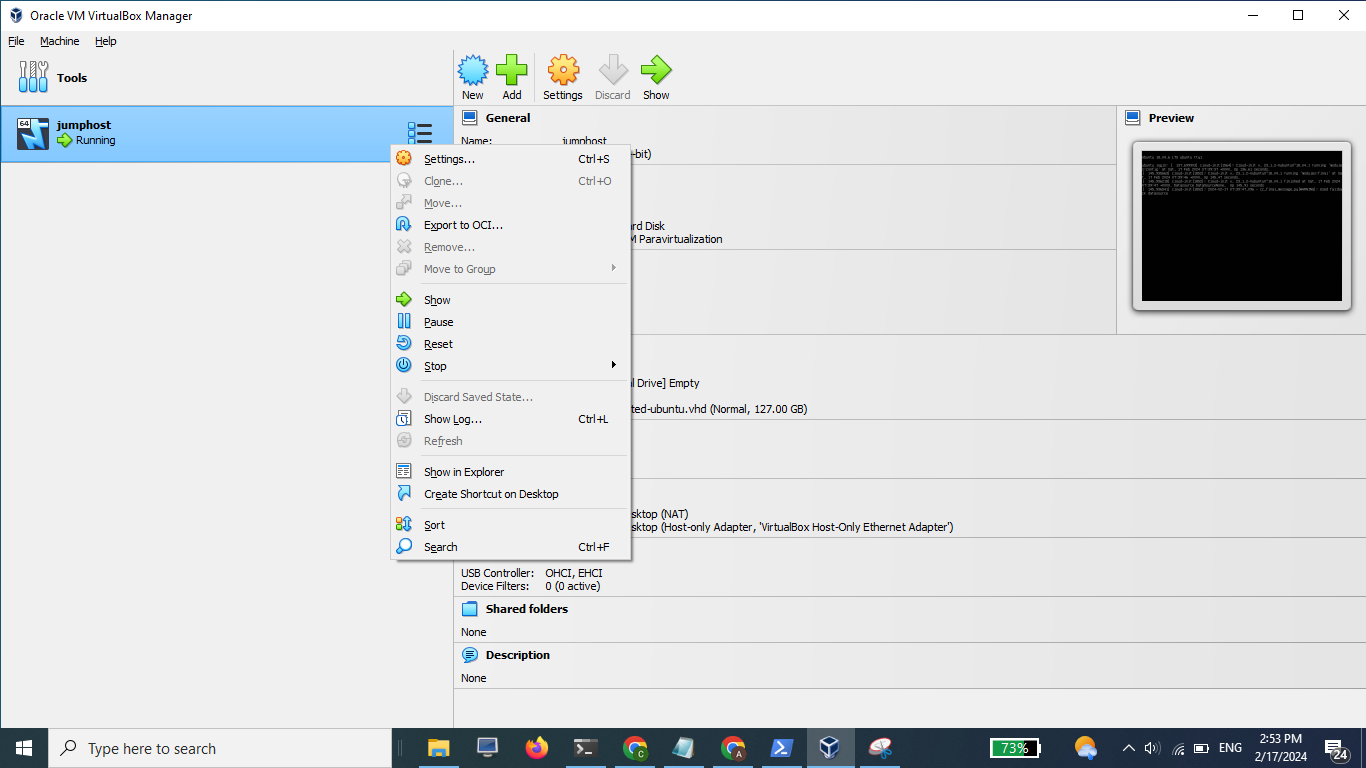 Oracle VM VirtualBox Manager
File Machine Help
Tools
New Add Settings Discard Show
64
jumphost
Running
General
Name: jumphost
-bit)
rd Disk
M Paravirtualization
l Drive] Empty
ted-ubuntu.vhd (Normal, 127.00 GB)
sktop (NAT)
sktop (Host-only Adapter, 'VirtualBox Host-Only Ethernet Adapter')
USB Controller: OHCI, EHCI
Device Filters: 0 (0 active)
Shared folders
None
Description
None
Preview
Settings... Ctrl+S
Clone... Ctrl+O
Move...
Export to OCI...
Remove...
Move to Group
Show
Pause
Reset
Stop
Discard Saved State...
Show Log... Ctrl+L
Refresh
Show in Explorer
Create Shortcut on Desktop
Sort
Search Ctrl+F
Type here to search
C
A
73%
ENG
2:53 PM
2/17/2024
24